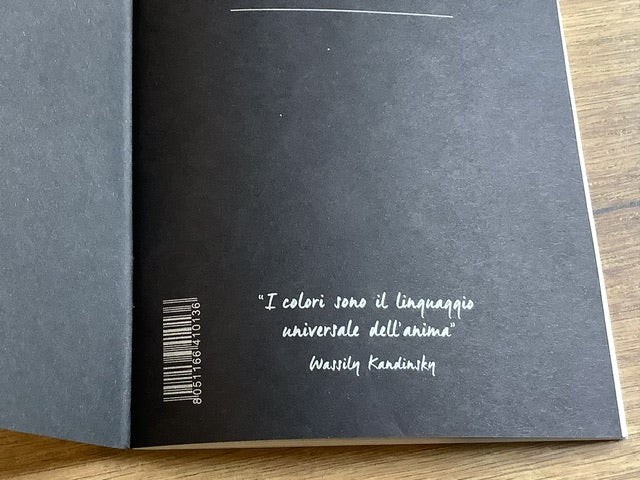 "I colori sono il linguaggio
universale dell'anima"
Wassily Kandinsky
8051166410136